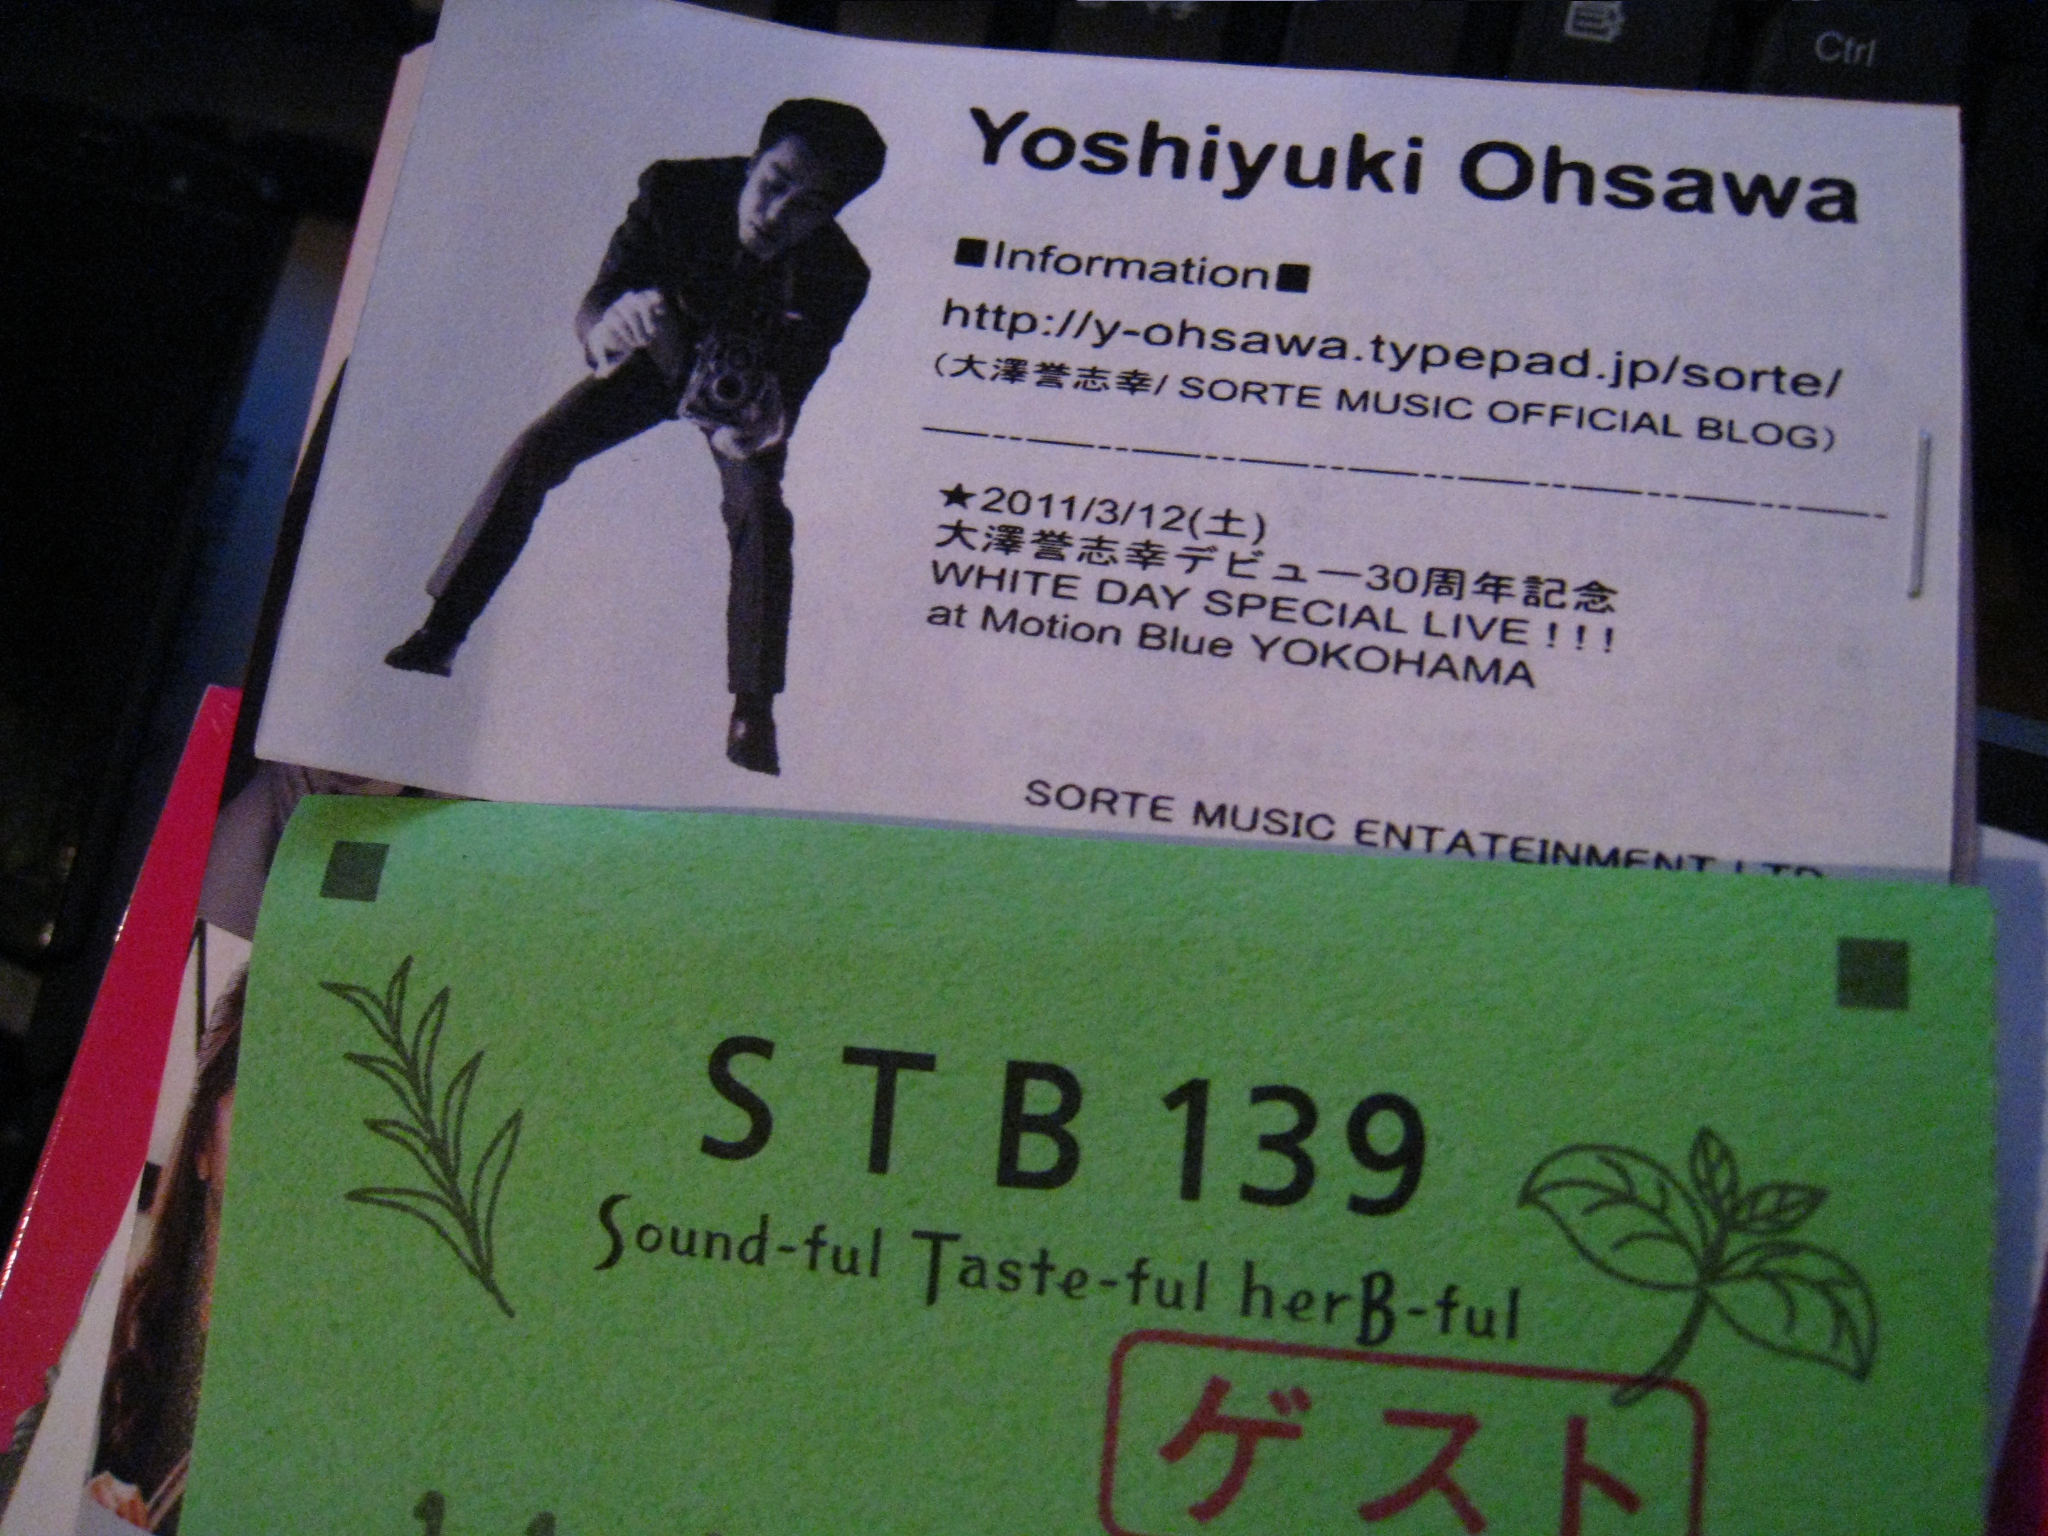 Ctrl
Yoshiyuki Ohsawa
■Information■
http://y-ohsawa.typepad.jp/sorte/
(大澤誉志幸/ SORTE MUSIC OFFICIAL BLOG)
★2011/3/12(土)
大澤誉志幸デビュー30周年記念
WHITE DAY SPECIAL LIVE!!!
at Motion Blue YOKOHAMA
SORTE MUSIC ENTATEINMENT LTD
STB 139
Sound-ful Taste-ful herB-ful
ゲスト